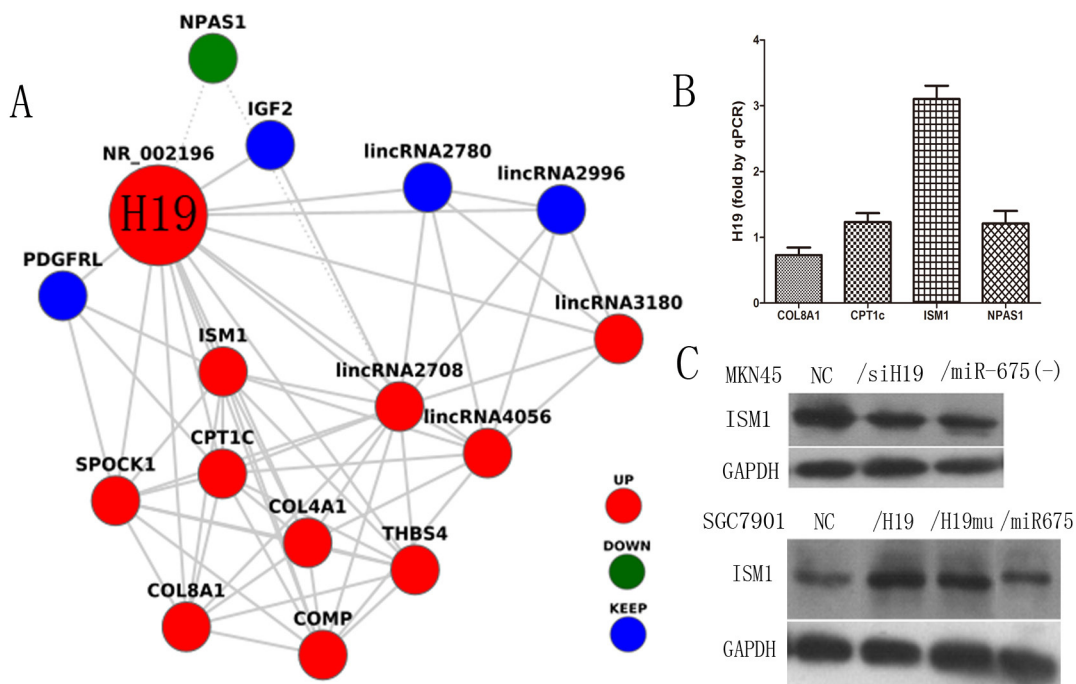 A
NPAS1
IGF2
NR_002196
H19
lincRNA2780
lincRNA2996
PDGFRL
lincRNA3180
ISM1
lincRNA2708
lincRNA4056
CPT1C
SPOCK1
COL4A1
THBS4
COL8A1
COMP
UP
DOWN
KEEP
B
H19 (fold by qPCR)
4
3
2
1
0
COL8A1 CPT1c ISM1 NPAS1
C
MKN45 NC /siH19 /miR-675(-)
ISM1
GAPDH
SGC7901 NC /H19 /H19mu /miR675
ISM1
GAPDH